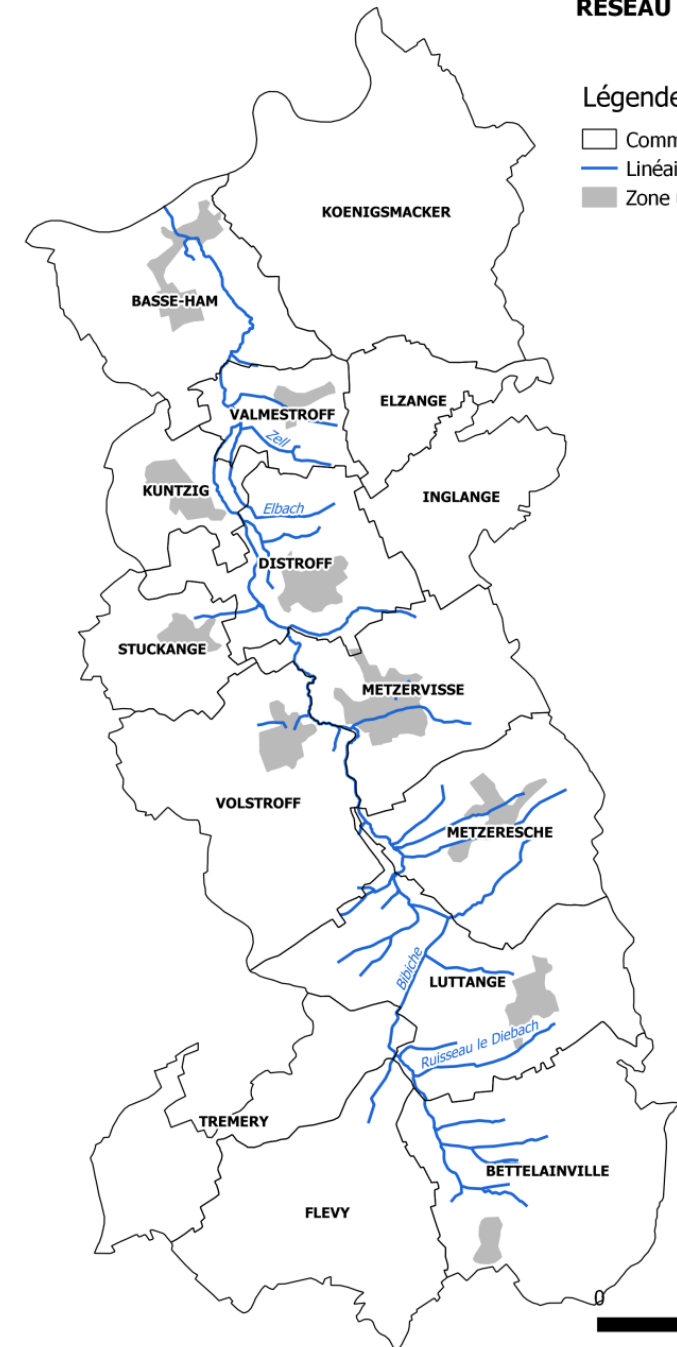 RÉSEAU
Légende
Comm
Linéai
Zone
KOENIGSMACKER
BASSE-HAM
ELZANGE
VALMESTROFF
Zell
KUNTZIG
INGLANGE
Elbach
DISTROFF
STUCKANGE
METZERVISSE
VOLSTROFF
METZERESCHE
Bibiche
LUTTANGE
Ruisseau le Diebach
TREMERY
BETTELAINVILLE
FLEVY
0